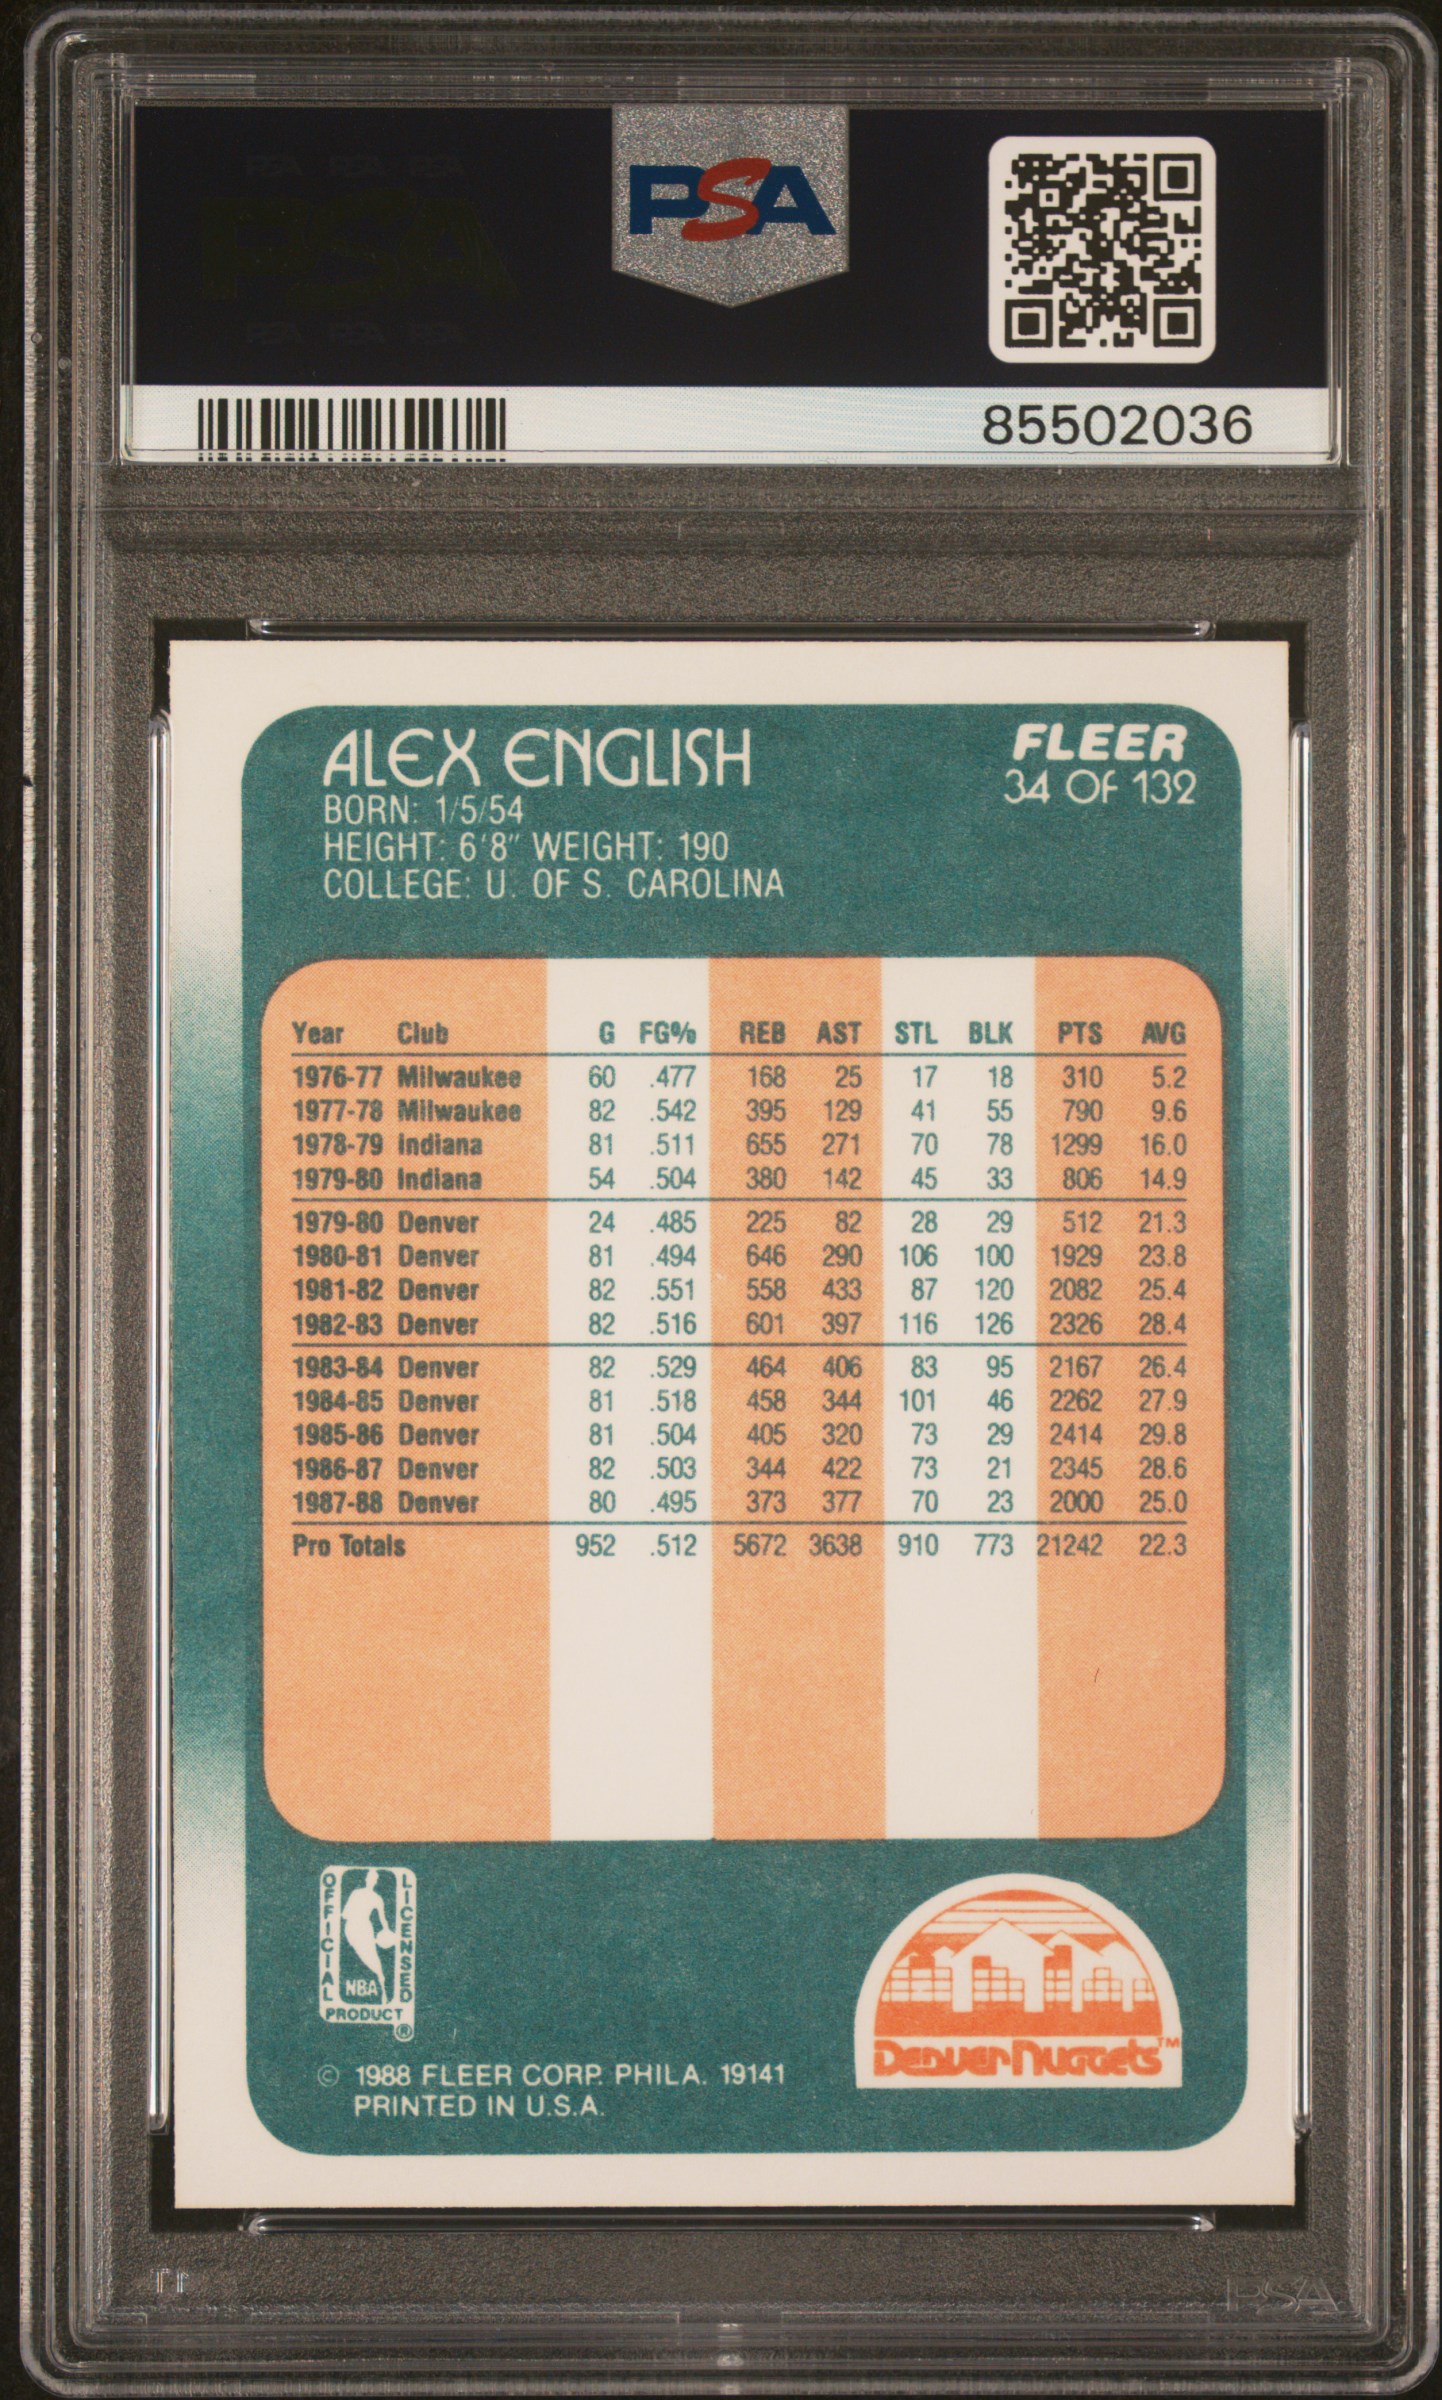 PSA
85502036
ALEX ENGLISH
FLEER
34 OF 132
BORN: 1/5/54
HEIGHT: 6'8" WEIGHT: 190
COLLEGE: U. OF S. CAROLINA
Year Club G FG% REB AST STL BLK PTS AVG
1976-77 Milwaukee 60 .477 168 25 17 18 310 5.2
1977-78 Milwaukee 82 .542 395 129 41 55 790 9.6
1978-79 Indiana 81 .511 655 271 70 78 1299 16.0
1979-80 Indiana 54 .504 380 142 45 33 806 14.9
1979-80 Denver 24 .485 225 82 28 29 512 21.3
1980-81 Denver 81 .494 646 290 106 100 1929 23.8
1981-82 Denver 82 .551 558 433 87 120 2082 25.4
1982-83 Denver 82 .516 601 397 116 126 2326 28.4
1983-84 Denver 82 .529 464 406 83 95 2167 26.4
1984-85 Denver 81 .518 458 344 101 46 2262 27.9
1985-86 Denver 81 .504 405 320 73 29 2414 29.8
1986-87 Denver 82 .503 344 422 73 21 2345 28.6
1987-88 Denver 80 .495 373 377 70 23 2000 25.0
Pro Totals 952 .512 5672 3638 910 773 21242 22.3
OFFICIAL
LICENSED
NBA
PRODUCT
®
Denver Nuggets™
© 1988 FLEER CORP. PHILA. 19141
PRINTED IN U.S.A.
PSA